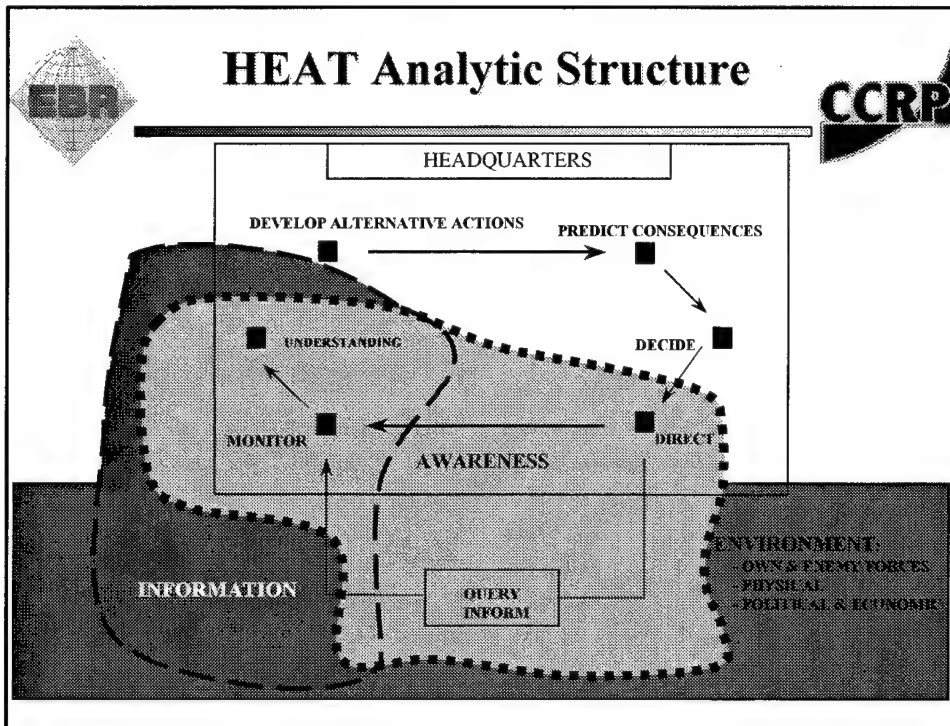 HEAT Analytic Structure
EBR
CCRP
HEADQUARTERS
DEVELOP ALTERNATIVE ACTIONS
PREDICT CONSEQUENCES
UNDERSTANDING
DECIDE
MONITOR
DIRECT
AWARENESS
ENVIRONMENT:
- OWN & ENEMY FORCES
- PHYSICAL
- POLITICAL & ECONOMIC
INFORMATION
QUERY
INFORM